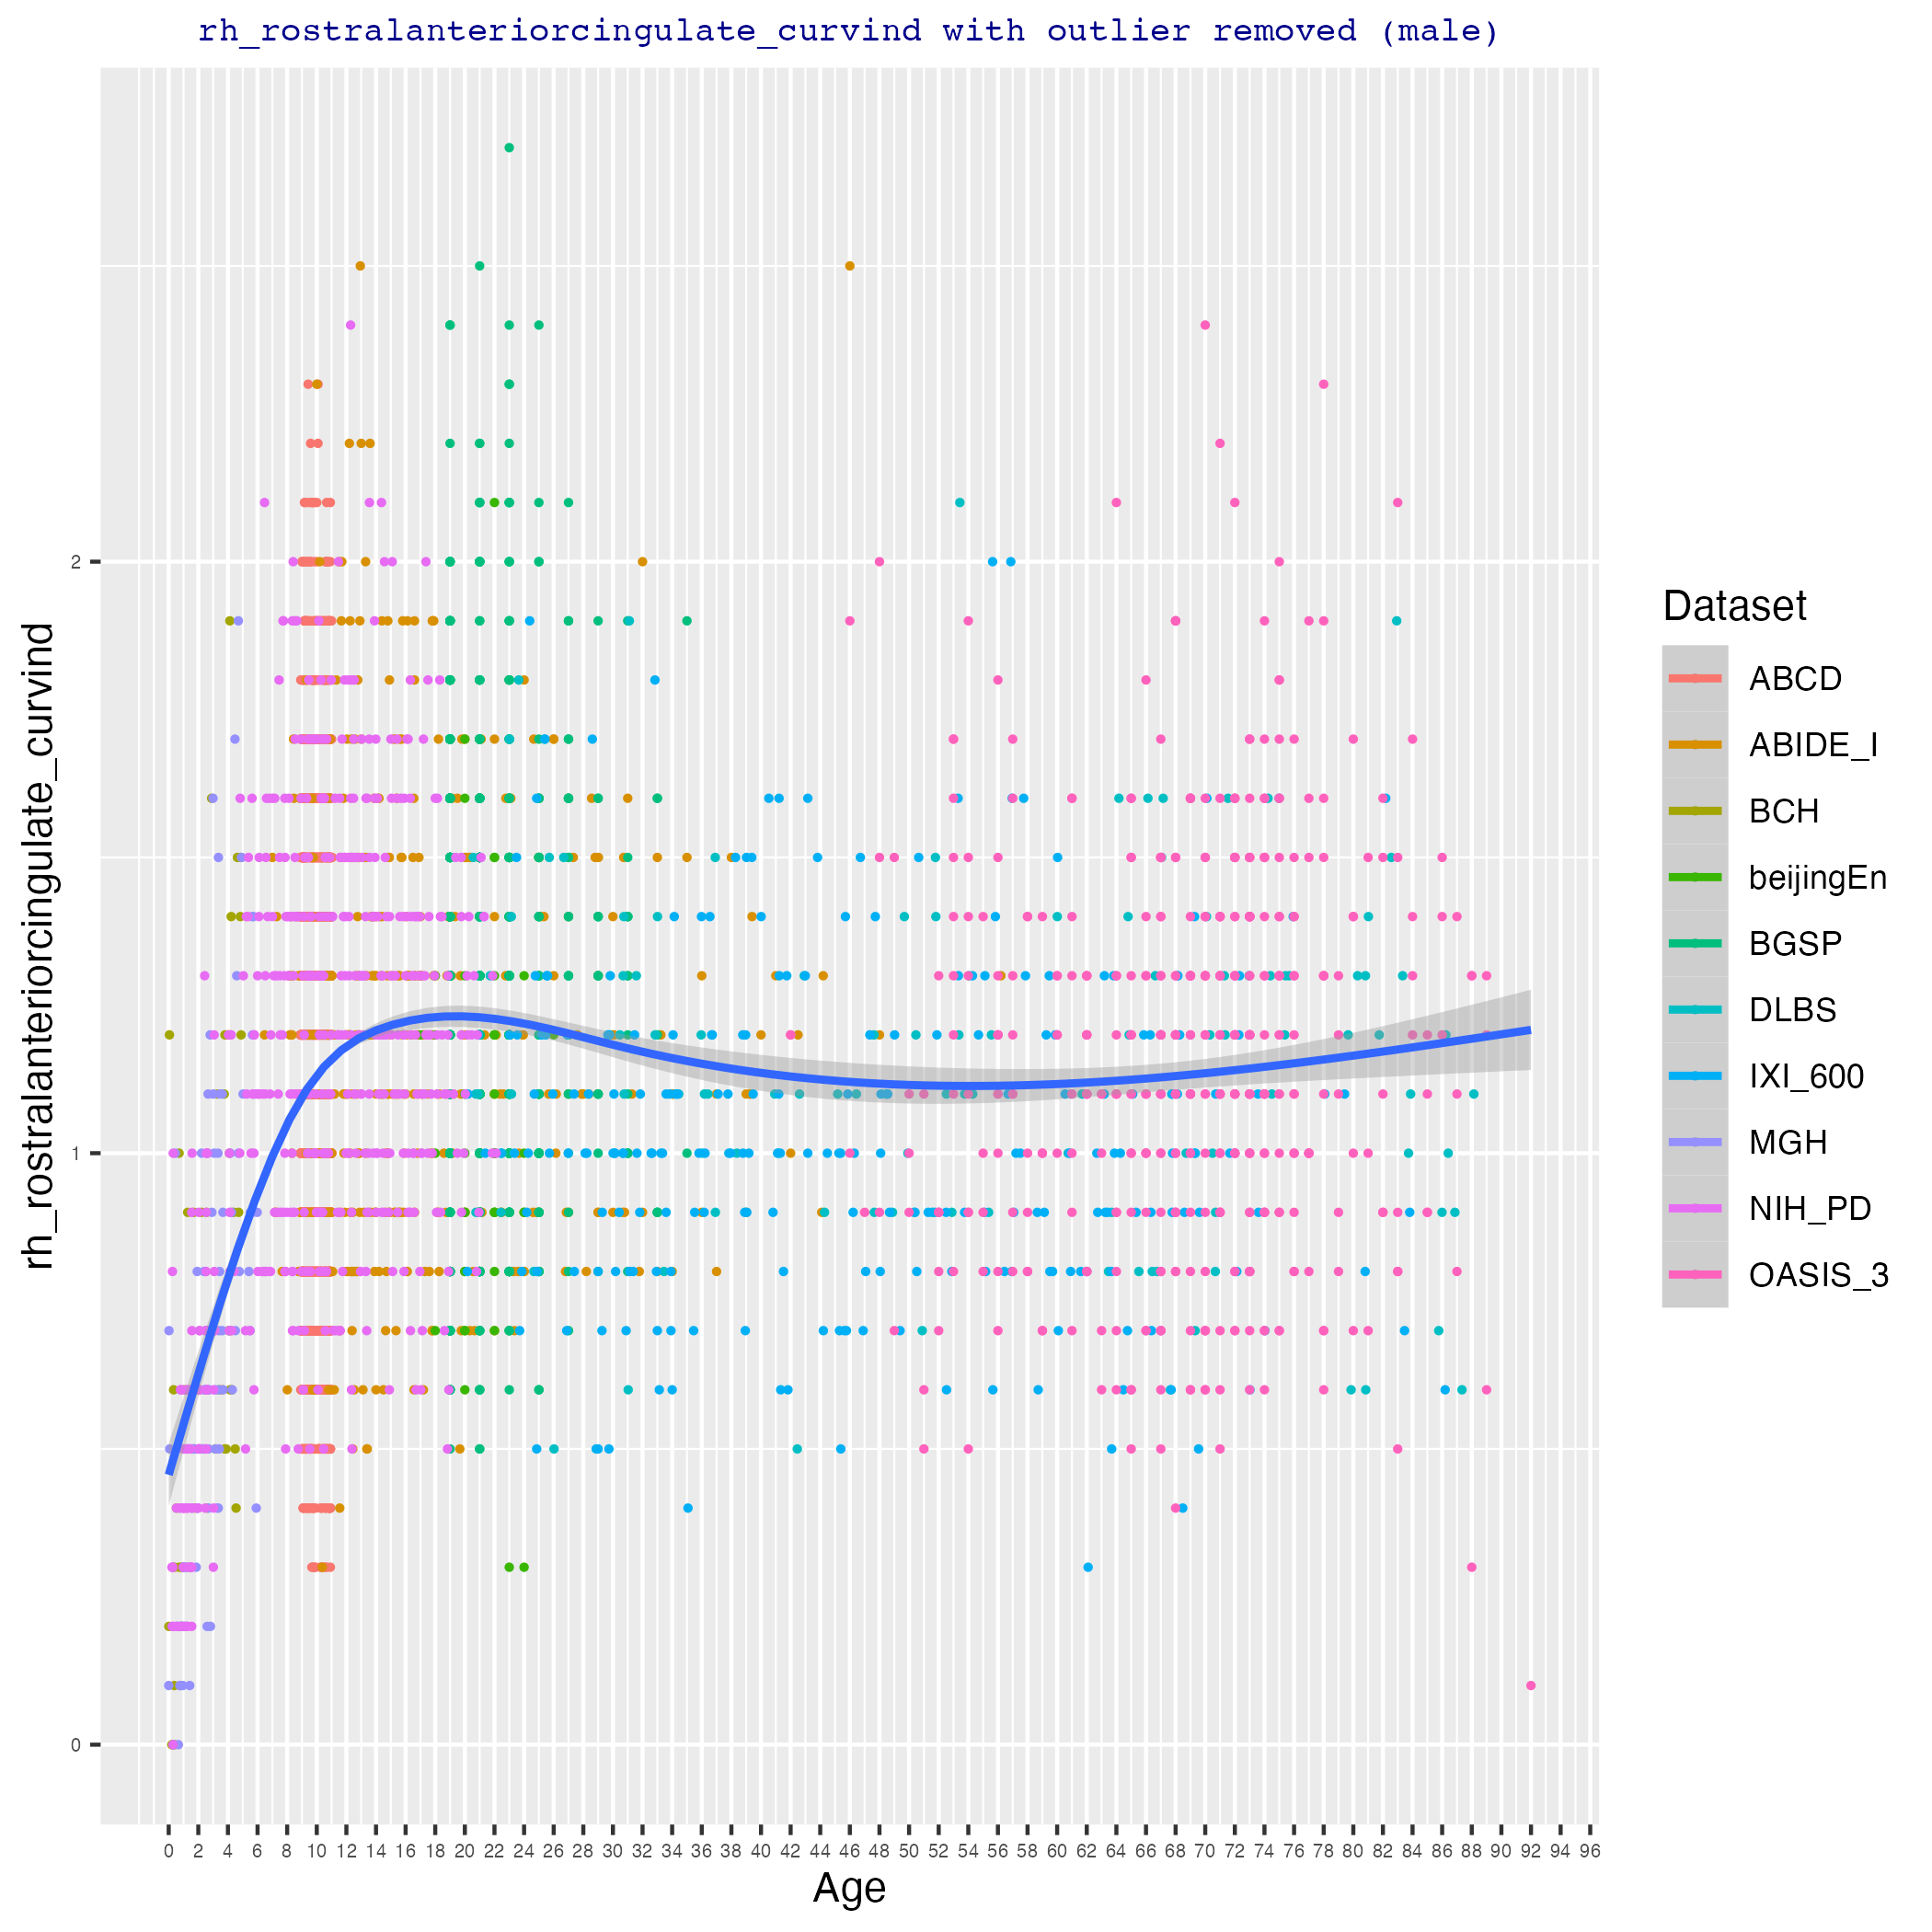 rh_rostralanteriorcingulate_curvind with outlier removed (male)
rh_rostralanteriorcingulate_curvind
2
1
0
0 2 4 6 8 10 12 14 16 18 20 22 24 26 28 30 32 34 36 38 40 42 44 46 48 50 52 54 56 58 60 62 64 66 68 70 72 74 76 78 80 82 84 86 88 90 92 94 96
Age
Dataset
ABCD
ABIDE_I
BCH
beijingEn
BGSP
DLBS
IXI_600
MGH
NIH_PD
OASIS_3